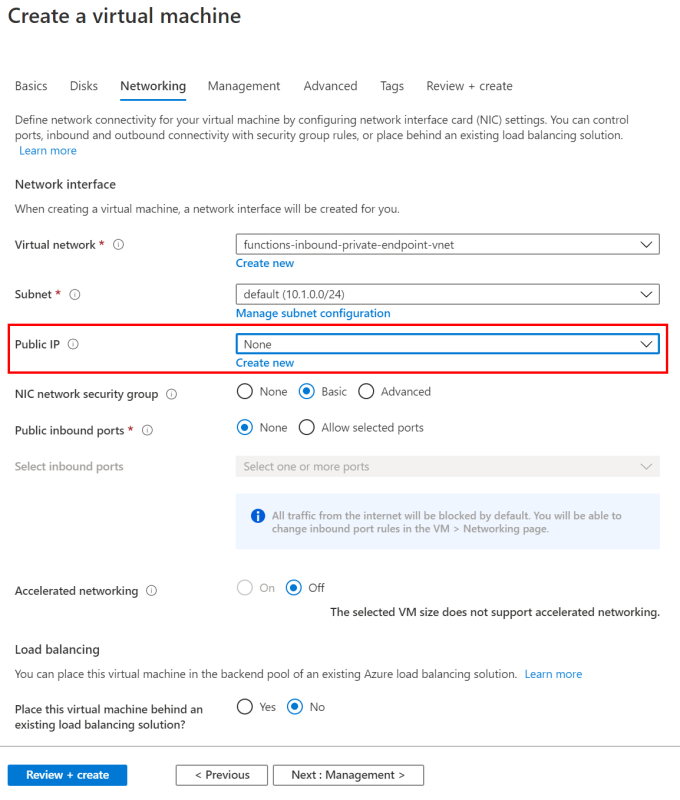 Create a virtual machine
Basics Disks Networking Management Advanced Tags Review + create
Define network connectivity for your virtual machine by configuring network interface card (NIC) settings. You can control
ports, inbound and outbound connectivity with security group rules, or place behind an existing load balancing solution.
Learn more
Network interface
When creating a virtual machine, a network interface will be created for you.
Virtual network * functions-inbound-private-endpoint-vnet
Create new
Subnet * default (10.1.0.0/24)
Manage subnet configuration
Public IP None
Create new
NIC network security group None Basic Advanced
Public inbound ports * None Allow selected ports
Select inbound ports Select one or more ports
All traffic from the internet will be blocked by default. You will be able to
change inbound port rules in the VM > Networking page.
Accelerated networking On Off
The selected VM size does not support accelerated networking.
Load balancing
You can place this virtual machine in the backend pool of an existing Azure load balancing solution. Learn more
Place this virtual machine behind an Yes No
existing load balancing solution?
Review + create < Previous Next : Management >